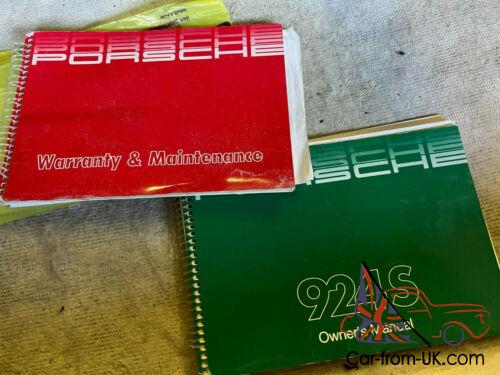 PORSCHE
Warranty & Maintenance
PORSCHE
924S
Owner's Manual
Car-from-UK.com